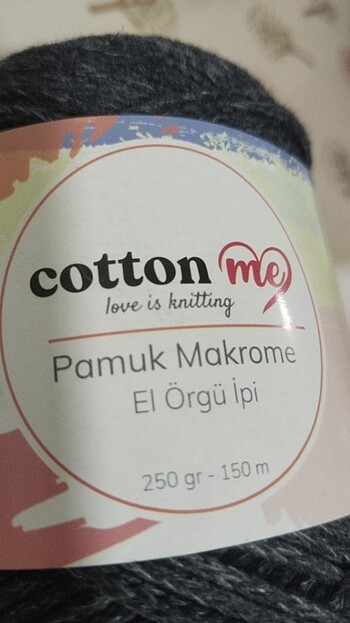 cotton me
love is knitting
Pamuk Makrome
El Örgü İpi
250 gr - 150 m